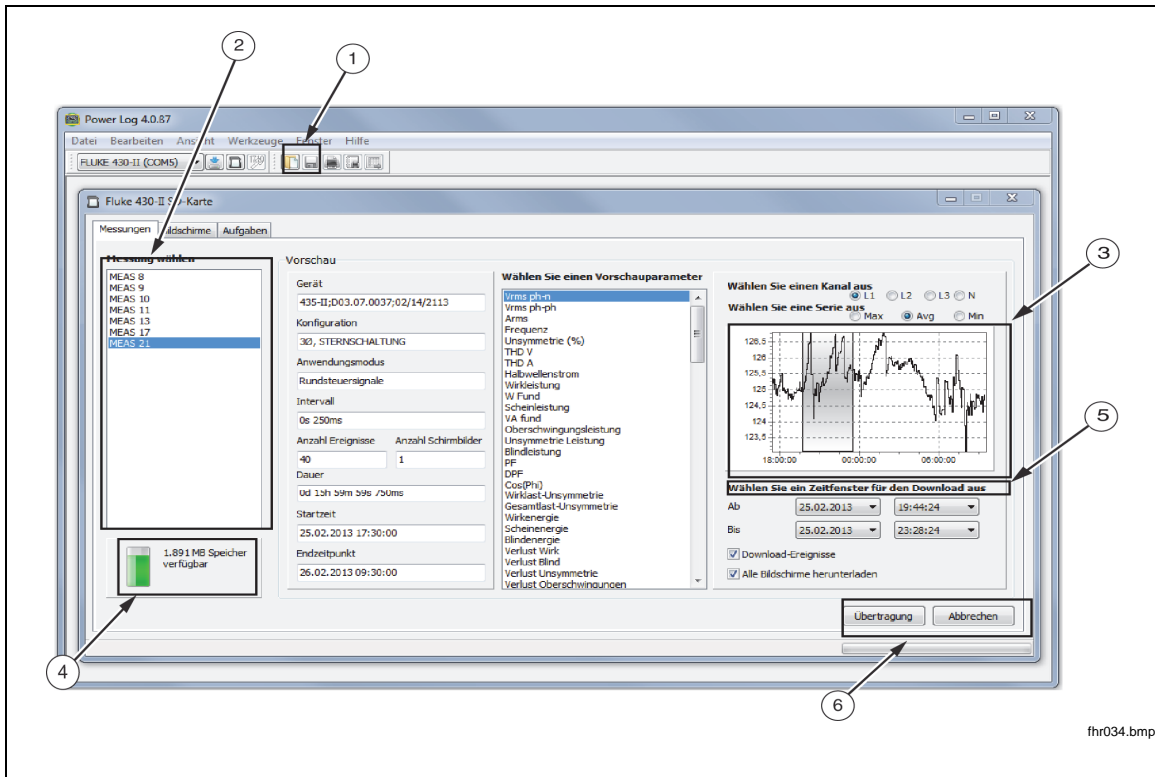 2
1
Power Log 4.0.87
Datei Bearbeiten Ansicht Werkzeuge Fenster Hilfe
FLUKE 430-II (COM5)
Fluke 430-II SD-Karte
Messungen Bildschirme Aufgaben
Messung wählen
MEAS 8
MEAS 9
MEAS 10
MEAS 11
MEAS 13
MEAS 17
MEAS 21
1.891 MB Speicher
verfügbar
Vorschau
Gerät
435-II;D03.07.0037;02/14/2113
Konfiguration
3Ø, STERNSCHALTUNG
Anwendungsmodus
Rundsteuersignale
Intervall
0s 250ms
Anzahl Ereignisse Anzahl Schirmbilder
40 1
Dauer
0d 15h 59m 59s 750ms
Startzeit
25.02.2013 17:30:00
Endzeitpunkt
26.02.2013 09:30:00
Wählen Sie einen Vorschauparameter
Vrms ph-n
Vrms ph-ph
Arms
Frequenz
Unsymmetrie (%)
THD V
THD A
Halbwellenstrom
Wirkleistung
W Fund
Scheinleistung
VA fund
Oberschwingungsleistung
Unsymmetrie Leistung
Blindleistung
PF
DPF
Cos(Phi)
Wirklast-Unsymmetrie
Gesamtlast-Unsymmetrie
Wirkenergie
Scheinenergie
Blindenergie
Verlust Wirk
Verlust Blind
Verlust Unsymmetrie
Verlust Oberschwingungen
Wählen Sie einen Kanal aus
L1 L2 L3 N
Wählen Sie eine Serie aus
Max Avg Min
126,5
126
125,5
125
124,5
124
123,5
18:00:00 00:00:00 06:00:00
Wählen Sie ein Zeitfenster für den Download aus
Ab 25.02.2013 19:44:24
Bis 25.02.2013 23:28:24
Download-Ereignisse
Alle Bildschirme herunterladen
Übertragung Abbrechen
3
5
4
6
fhr034.bmp